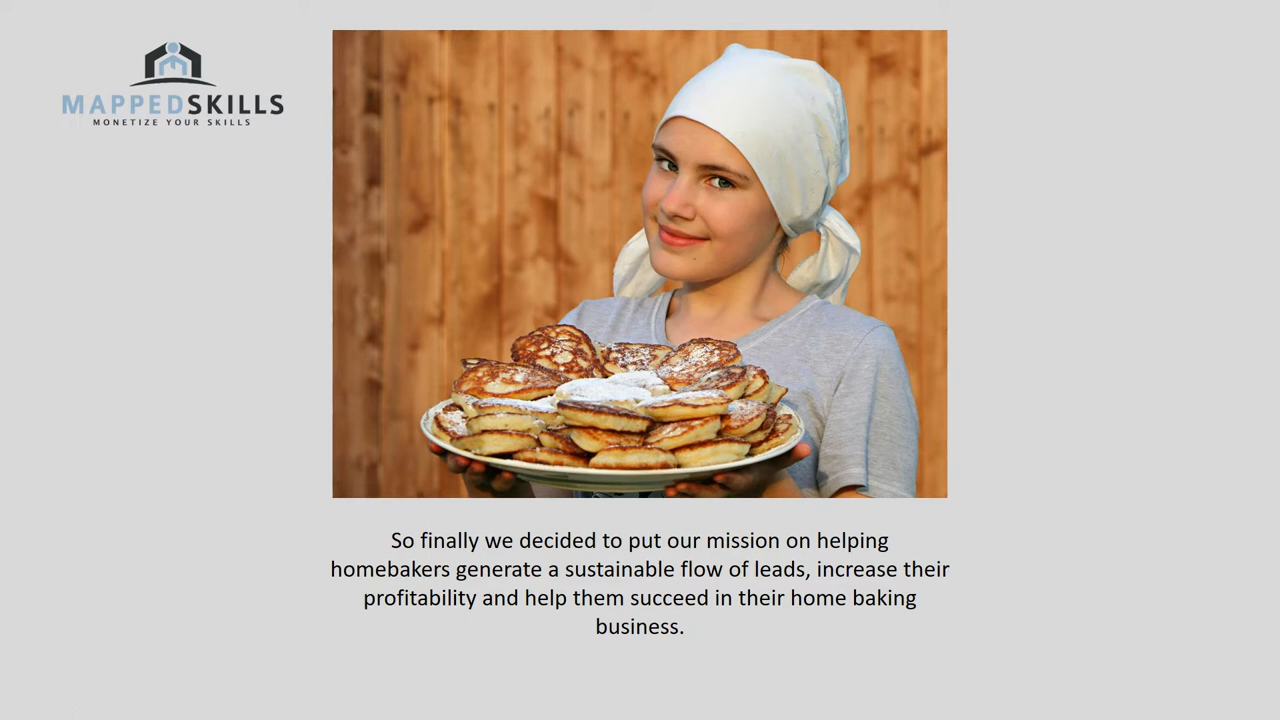 MAPPEDSKILLS
MONETIZE YOUR SKILLS
So finally we decided to put our mission on helping
homebakers generate a sustainable flow of leads, increase their
profitability and help them succeed in their home baking
business.